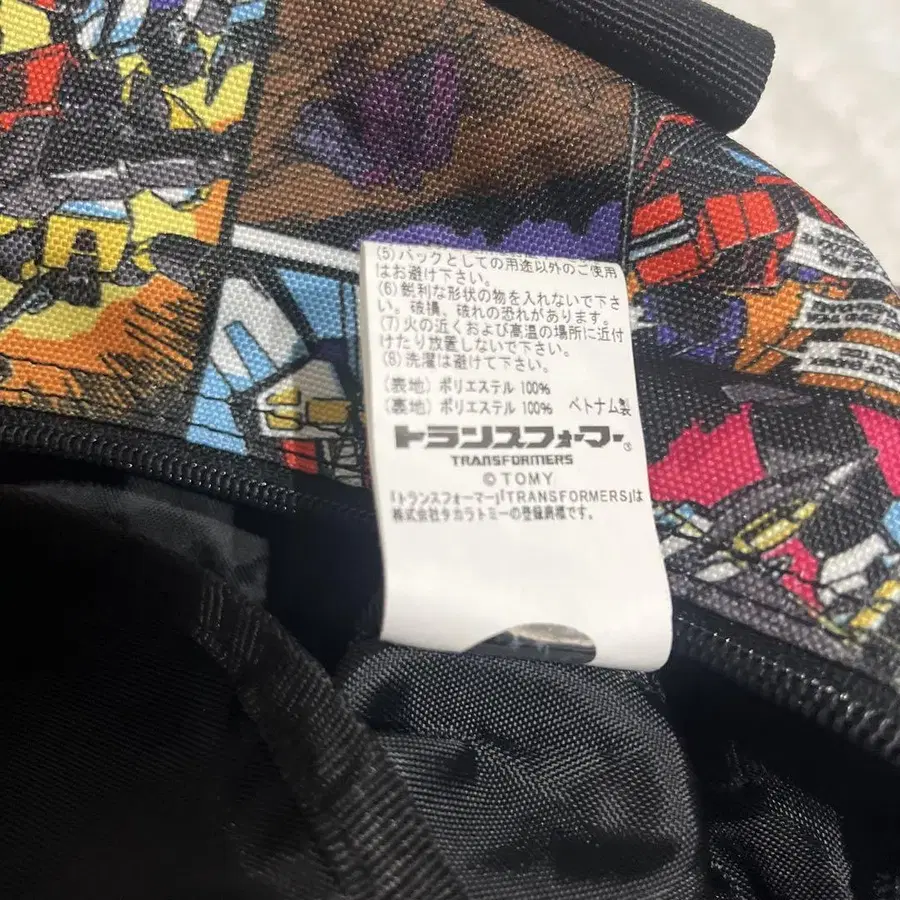 (5)バックとしての用途以外のご使用
はお避け下さい。
(6)鋭利な形状の物を入れないで下さ
い。破損、破れの恐れがあります。
(7)火の近くおよび高温の場所に近付
けたり放置しないで下さい。
(8)洗濯は避けて下さい。
(表地) ポリエステル 100%
(裏地) ポリエステル 100% ベトナム製
トランスフォーマー®
TRANSFORMERS
©TOMY
「トランスフォーマー」「TRANSFORMERS」は
株式会社タカラトミーの登録商標です。